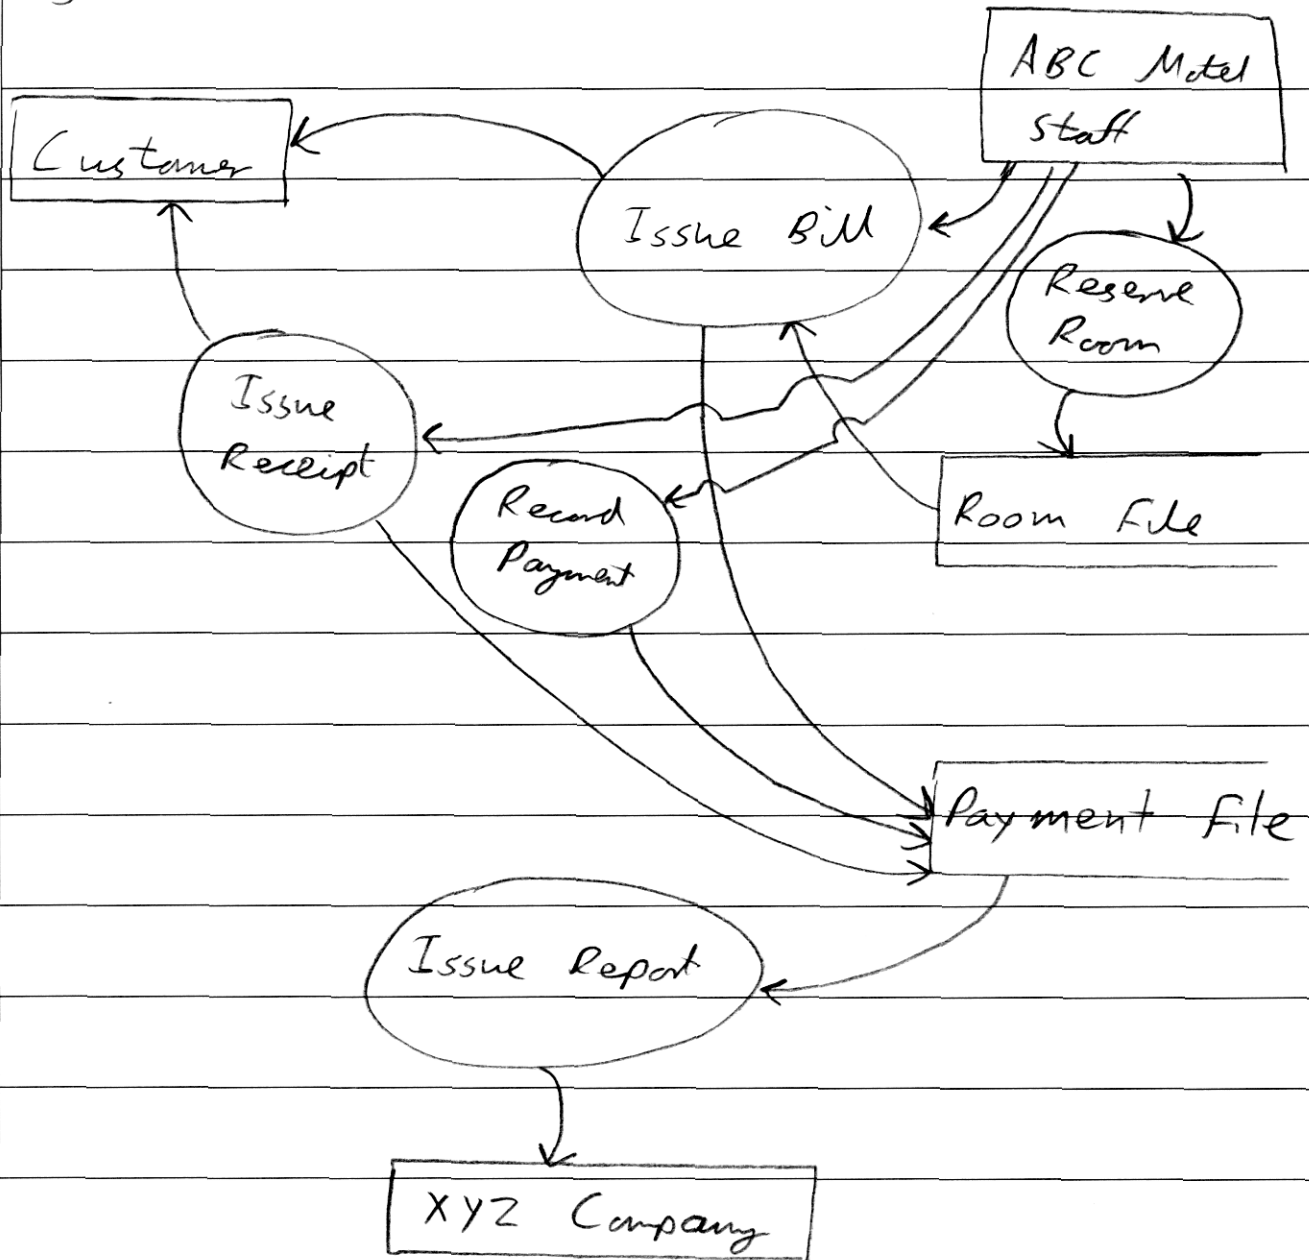 ABC Motel
Staff
Customer
Issue Bill
Reserve
Room
Issue
Receipt
Record
Payment
Room File
Payment File
Issue Report
XYZ Company